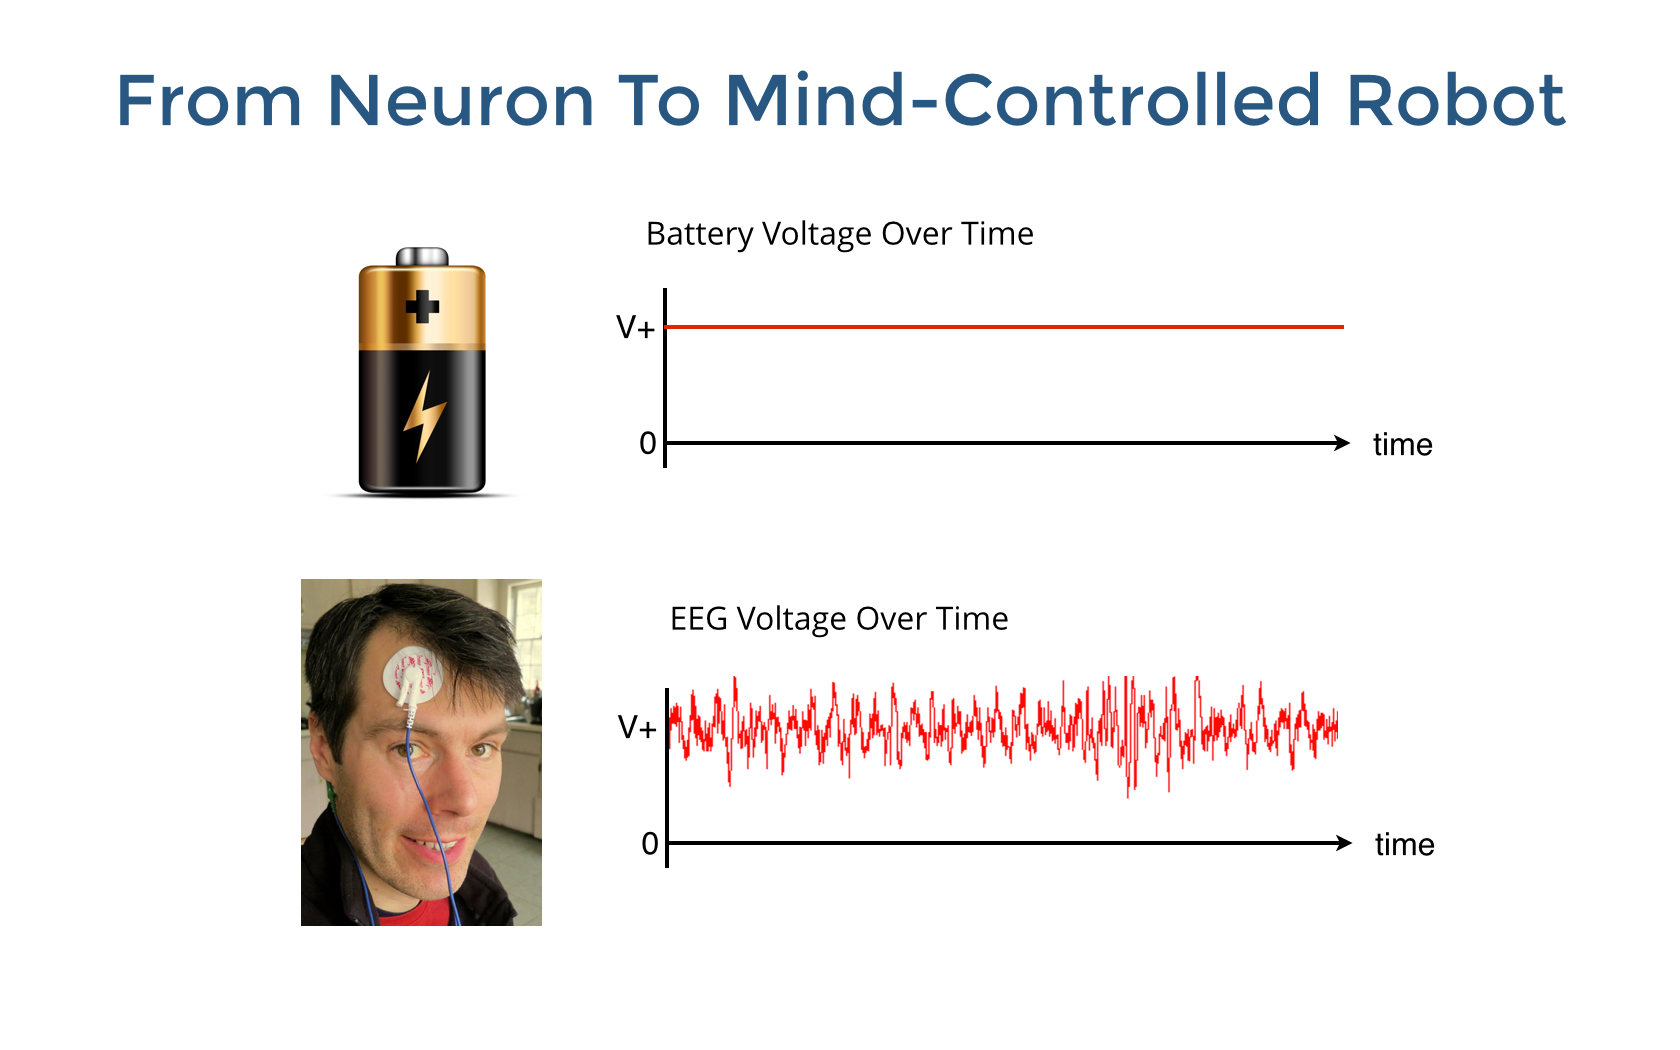 From Neuron To Mind-Controlled Robot
Battery Voltage Over Time
V+
0
time
EEG Voltage Over Time
V+
0
time